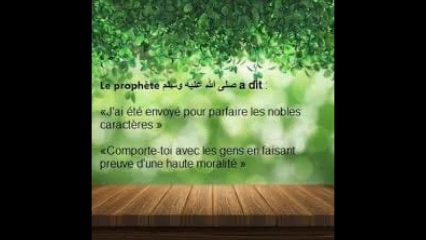 Le prophète صلى الله عليه وسلم a dit :
«J'ai été envoyé pour parfaire les nobles
caractères »
«Comporte-toi avec les gens en faisant
preuve d'une haute moralité »